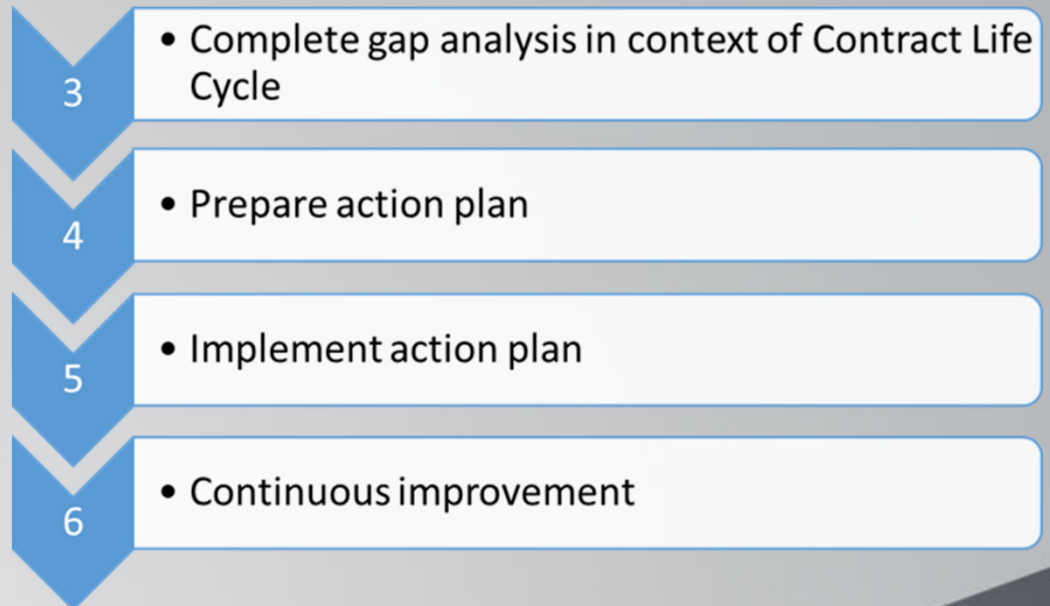 3
• Complete gap analysis in context of Contract Life
Cycle
4
• Prepare action plan
5
• Implement action plan
6
• Continuous improvement